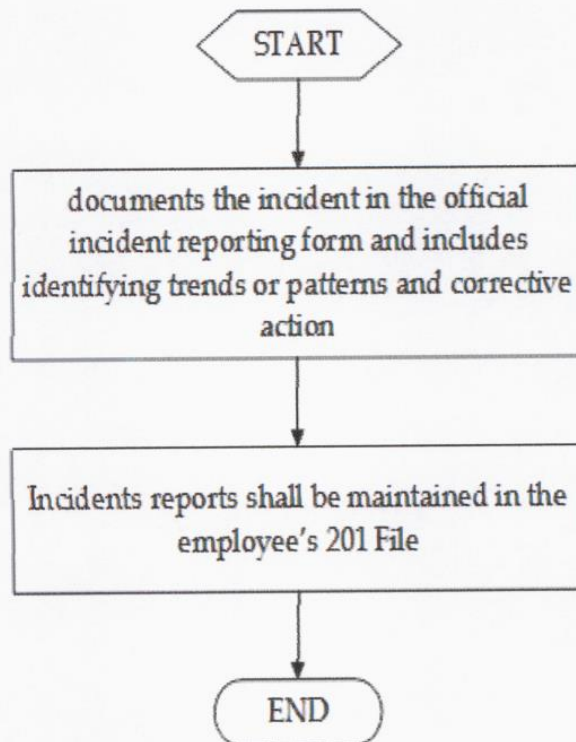 START
documents the incident in the official
incident reporting form and includes
identifying trends or patterns and corrective
action
Incidents reports shall be maintained in the
employee's 201 File
END